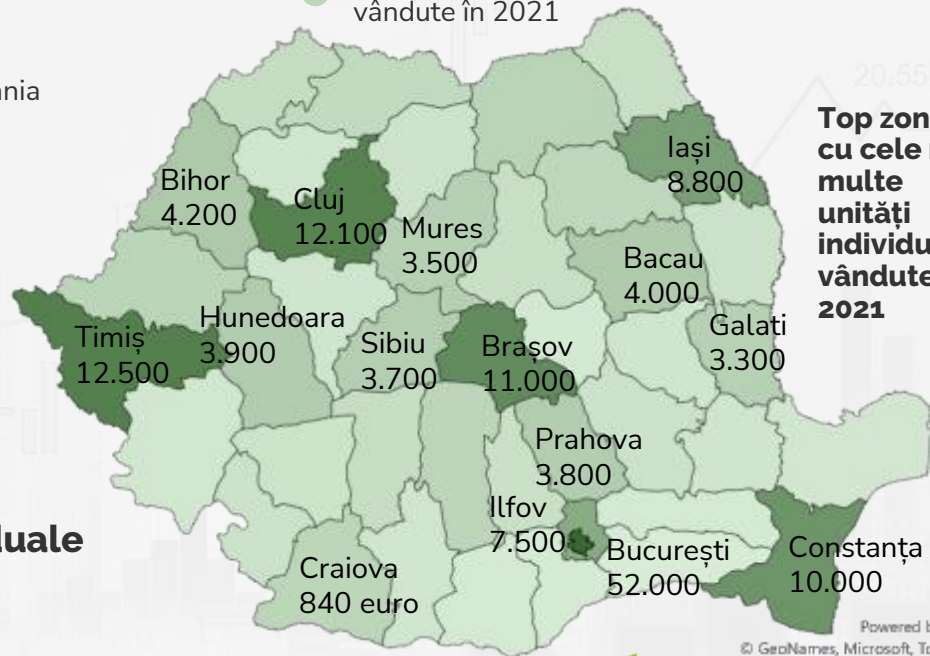 vândute în 2021
20.55
Top zon
cu cele
multe
unități
individu
vândute
2021
Iași
8.800
Bihor
4.200
Cluj
12.100
Mures
3.500
Bacau
4.000
Galati
3.300
Hunedoara
3.900
Timiș
12.500
Sibiu
3.700
Brașov
11.000
Prahova
3.800
Ilfov
7.500
București
52.000
Constanța
10.000
duale
Craiova
840 euro
Powered b
© GeoNames, Microsoft, To